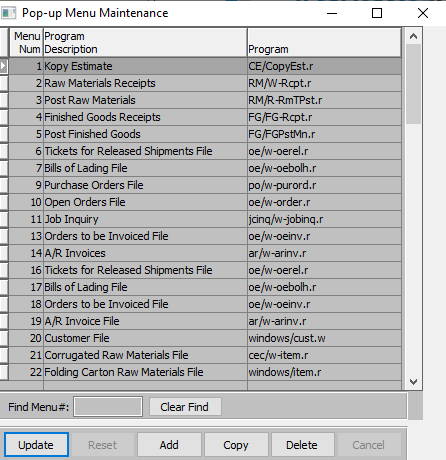 Pop-up Menu Maintenance
Menu Num Program Description Program
1 Kopy Estimate CE/CopyEst.r
2 Raw Materials Receipts RM/W-Rcpt.r
3 Post Raw Materials RM/R-RmTPst.r
4 Finished Goods Receipts FG/FG-Rcpt.r
5 Post Finished Goods FG/FGPstMn.r
6 Tickets for Released Shipments File oe/w-oerel.r
7 Bills of Lading File oe/w-oebolh.r
9 Purchase Orders File po/w-purord.r
10 Open Orders File oe/w-order.r
11 Job Inquiry jcinq/w-jobinq.r
13 Orders to be Invoiced File oe/w-oeinv.r
14 A/R Invoices ar/w-arinv.r
16 Tickets for Released Shipments File oe/w-oerel.r
17 Bills of Lading File oe/w-oebolh.r
18 Orders to be Invoiced File oe/w-oeinv.r
19 A/R Invoice File ar/w-arinv.r
20 Customer File windows/cust.w
21 Corrugated Raw Materials File cec/w-item.r
22 Folding Carton Raw Materials File windows/item.r
Find Menu#: Clear Find
Update Reset Add Copy Delete Cancel